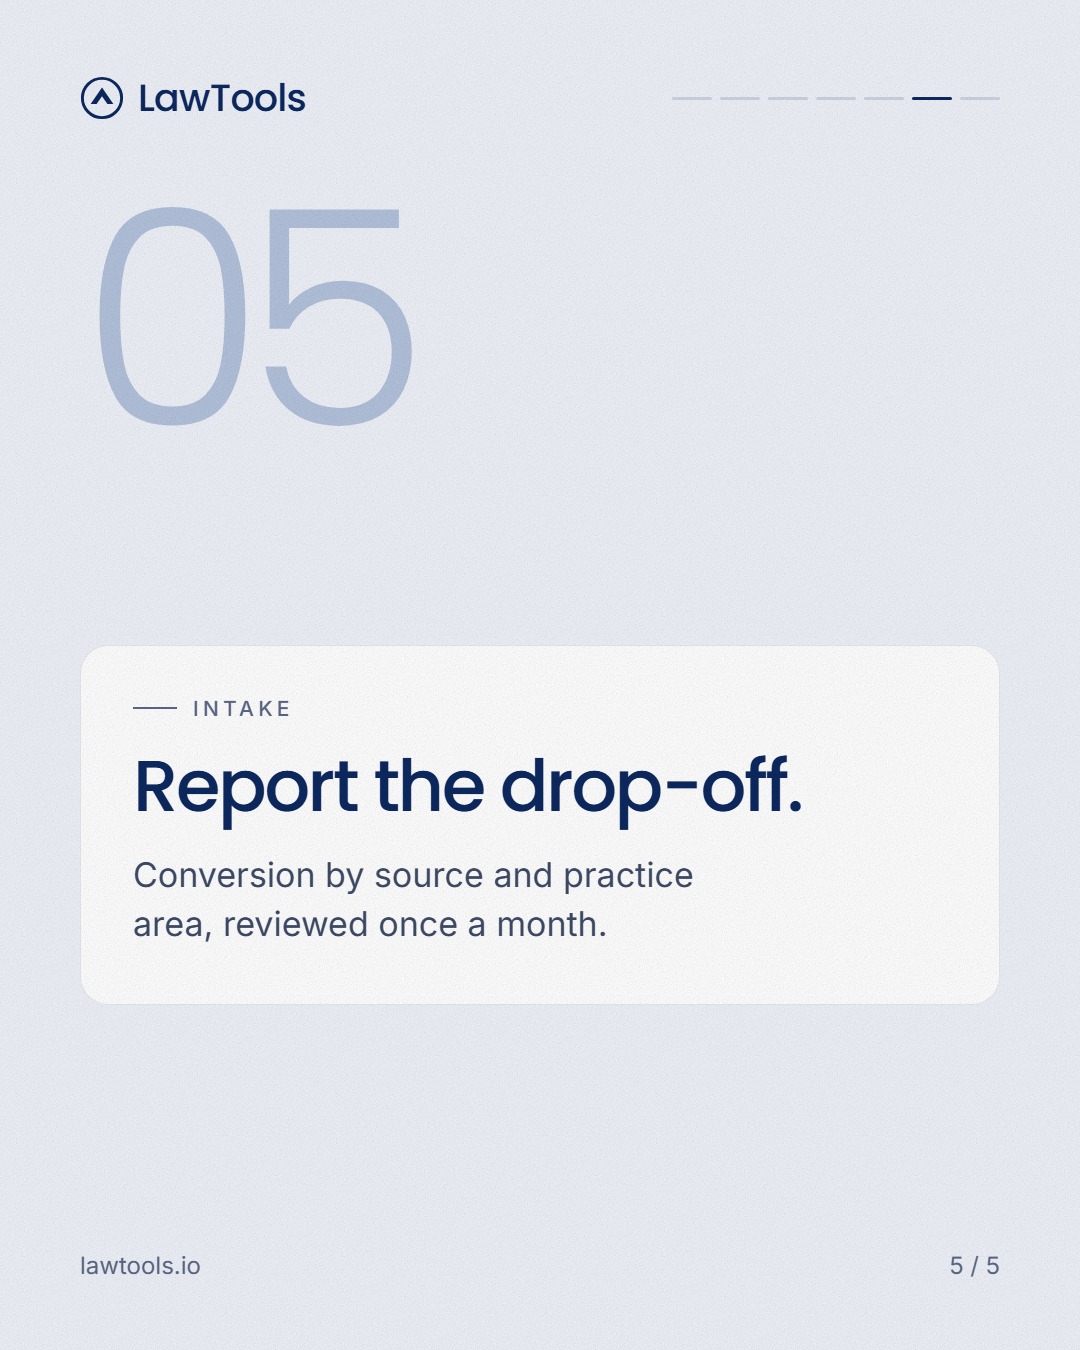 LawTools
05
INTAKE
Report the drop-off.
Conversion by source and practice
area, reviewed once a month.
lawtools.io
5 / 5